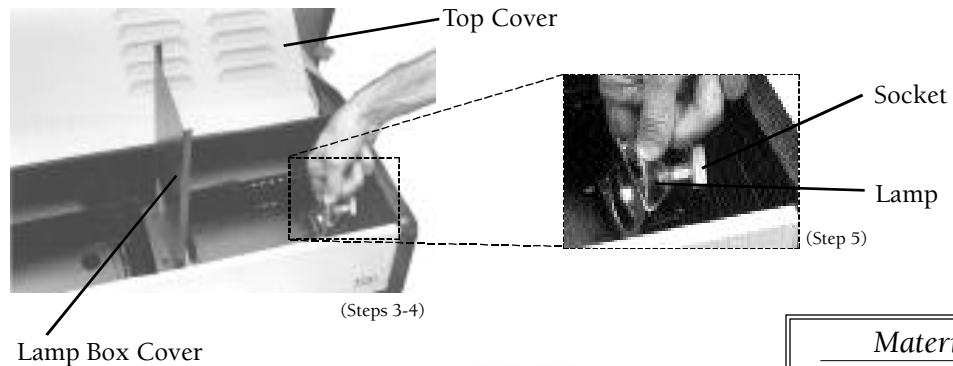 Top Cover
Socket
Lamp
(Step 5)
(Steps 3-4)
Lamp Box Cover